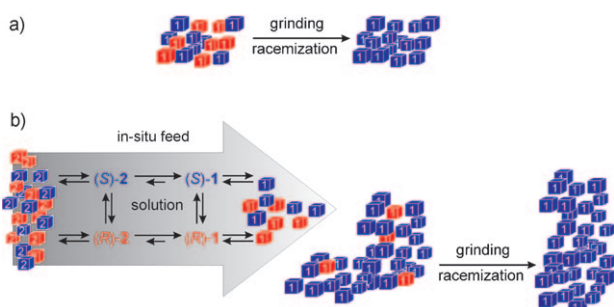 a)
grinding
racemization
b)
in-situ feed
(S)-2 (S)-1
solution
(R)-2 (R)-1
grinding
racemization